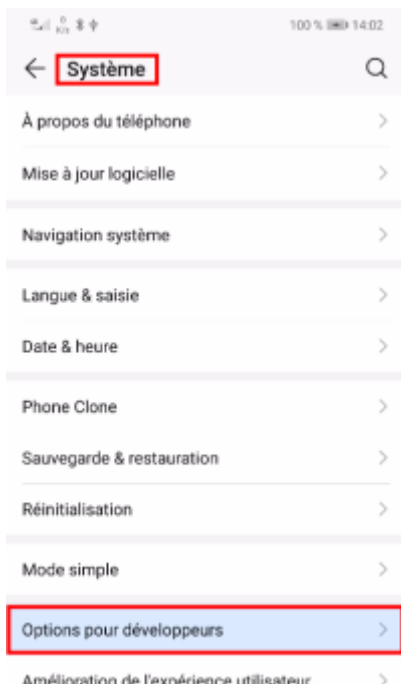 0
K/s
100 % 14:02
Système
À propos du téléphone
Mise à jour logicielle
Navigation système
Langue & saisie
Date & heure
Phone Clone
Sauvegarde & restauration
Réinitialisation
Mode simple
Options pour développeurs
Amélioration de l'expérience utilisateur